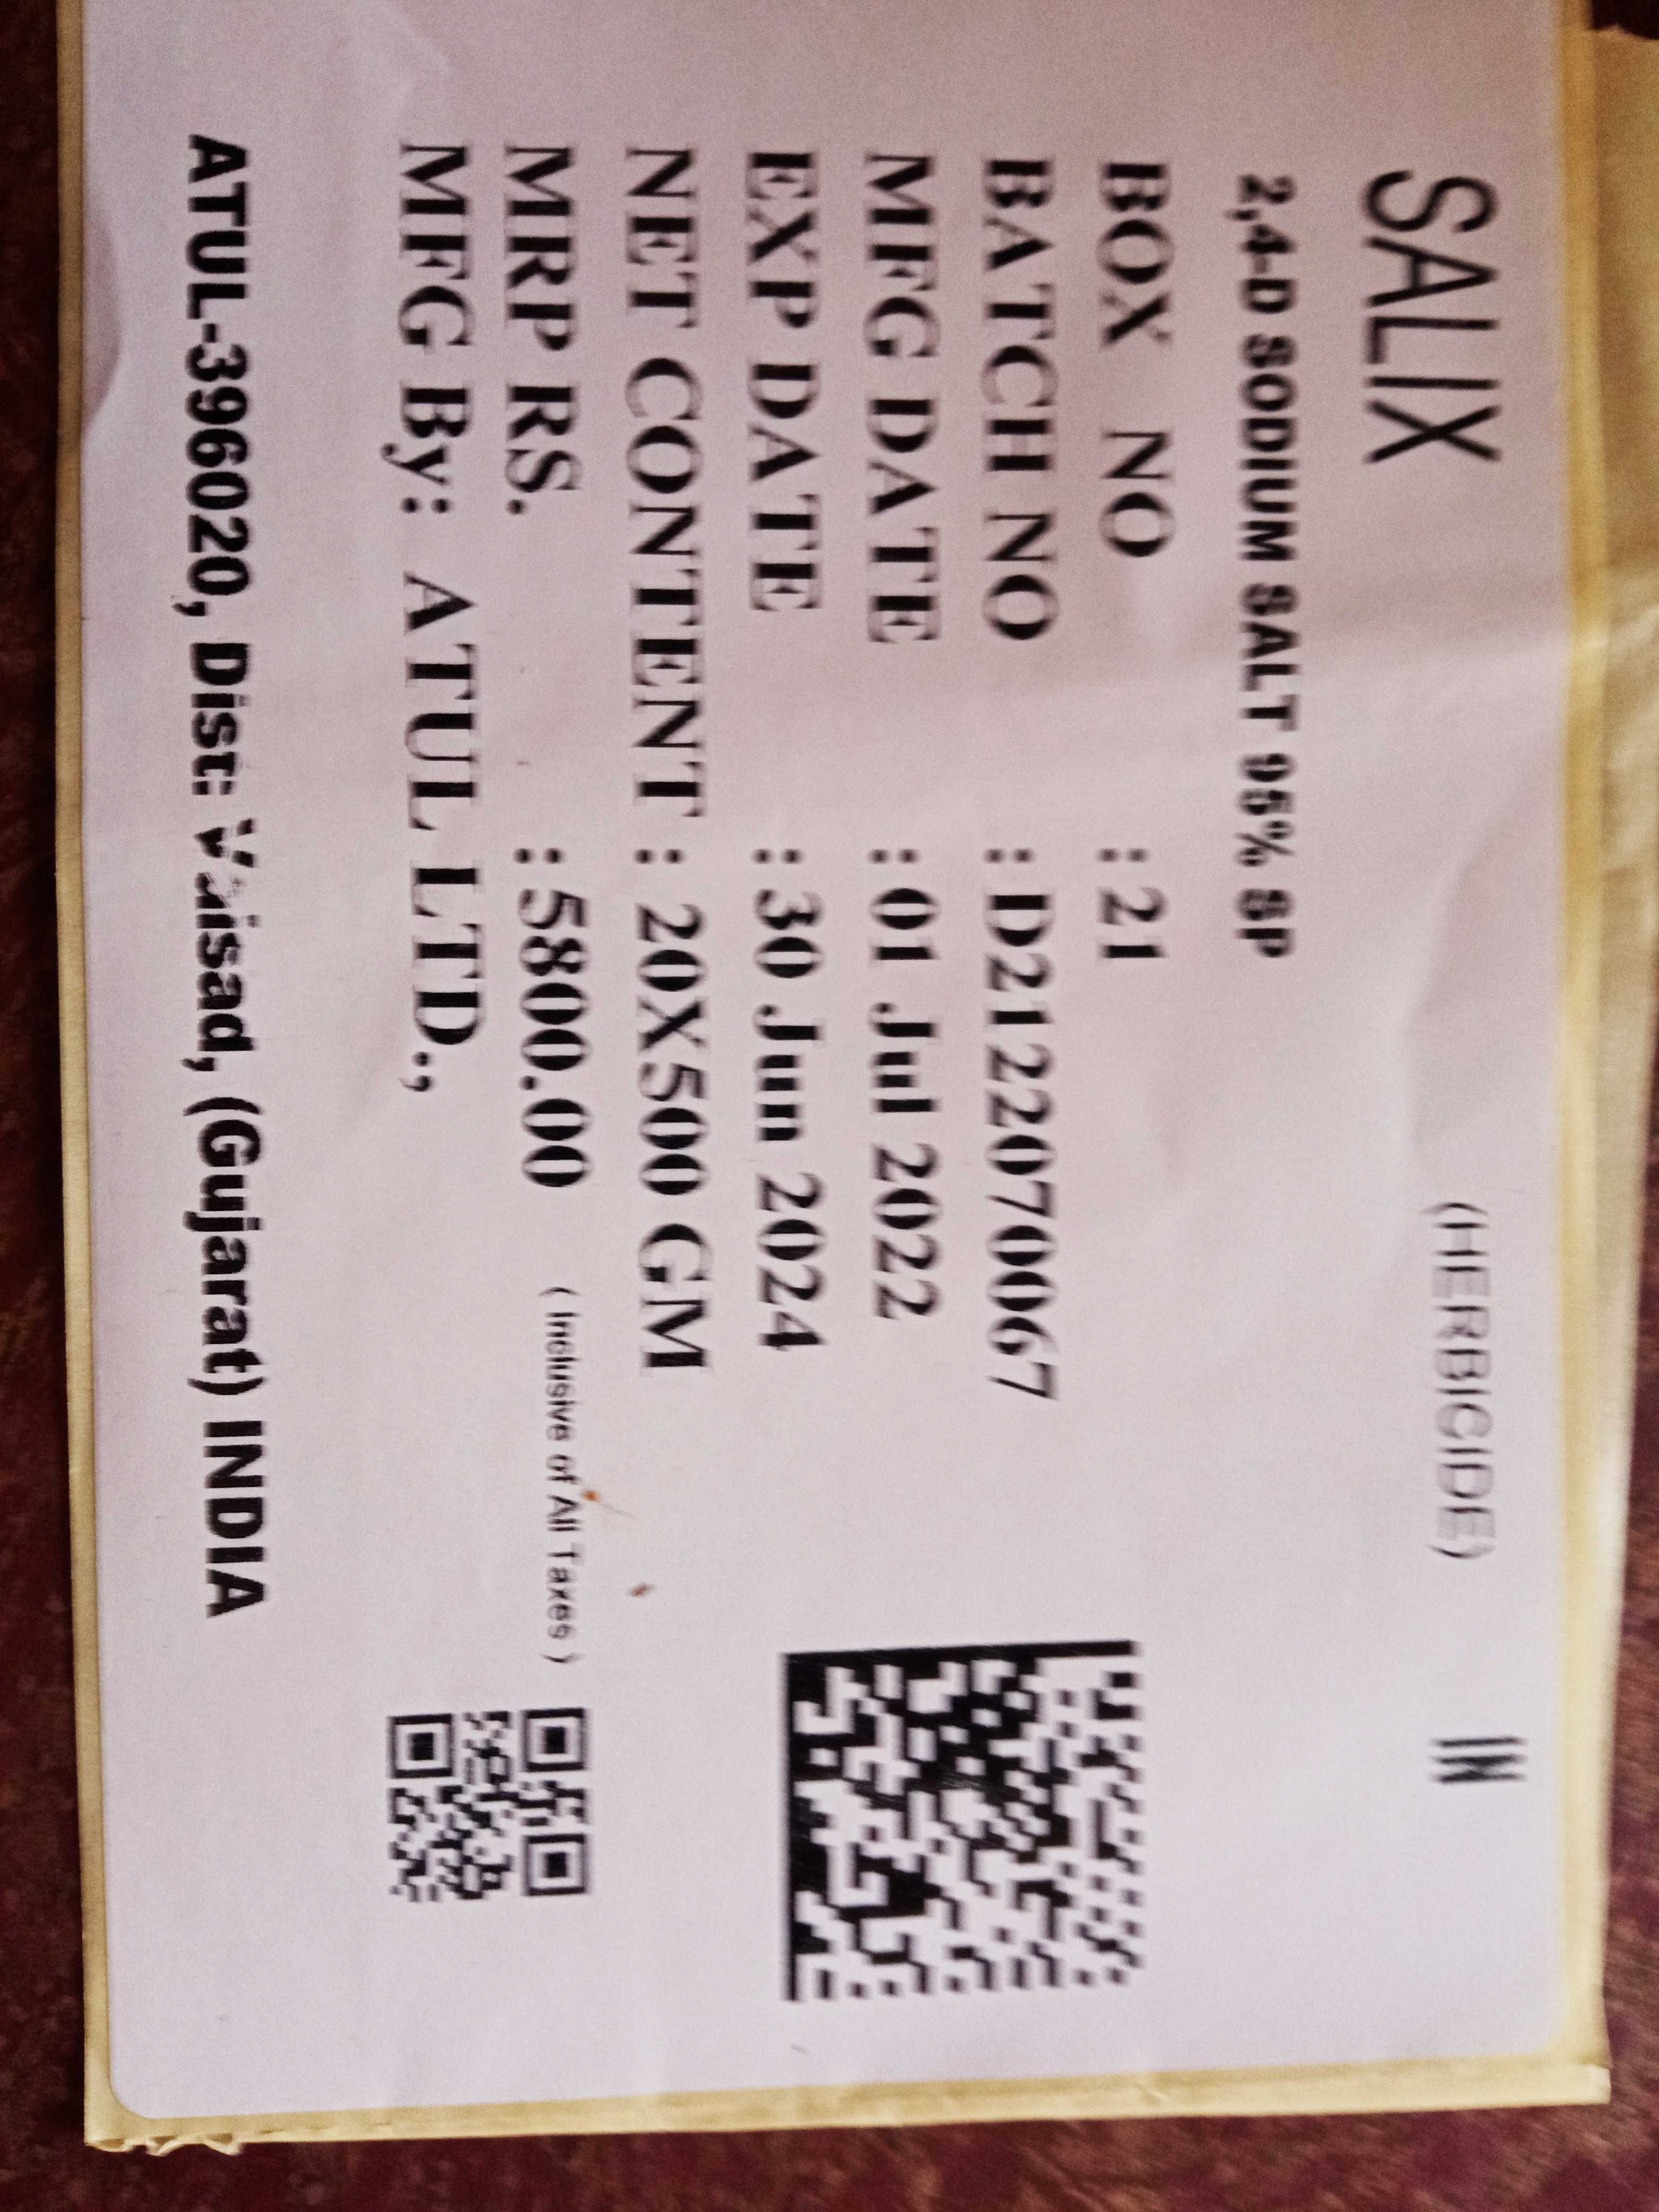 SALIX (HERBICIDE) IN
2,4-D SODIUM SALT 95% SP
BOX NO : 21
BATCH NO : D2122070067
MFG DATE : 01 Jul 2022
EXP DATE : 30 Jun 2024
NET CONTENT : 20X500 GM
MRP RS. : 5800.00 ( Inclusive of All Taxes )
MFG By: ATUL LTD.,
ATUL-396020, Dist: Valsad, (Gujarat) INDIA